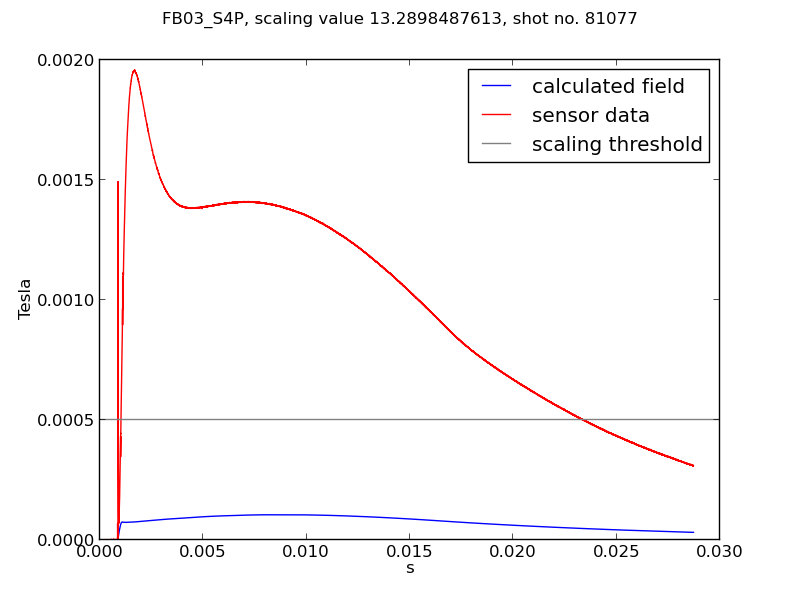 FB03_S4P, scaling value 13.2898487613, shot no. 81077
calculated field
sensor data
scaling threshold
Tesla
0.0020
0.0015
0.0010
0.0005
0.0000
0.000 0.005 0.010 0.015 0.020 0.025 0.030
s